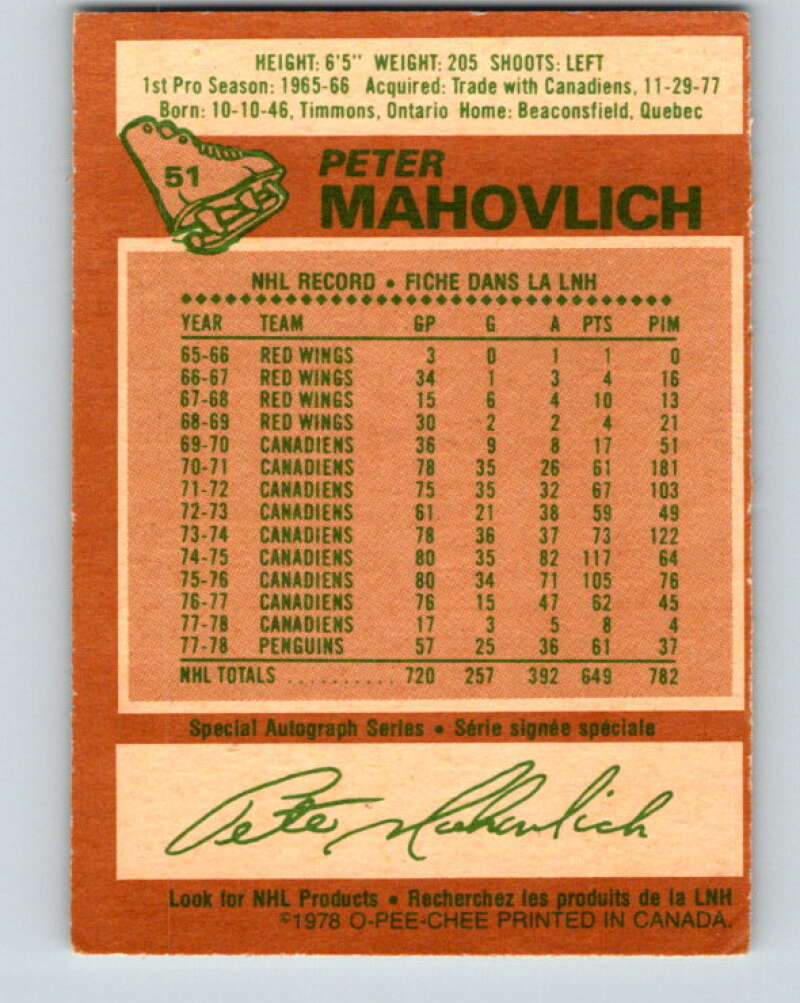 HEIGHT: 6'5" WEIGHT: 205 SHOOTS: LEFT
1st Pro Season: 1965-66 Acquired: Trade with Canadiens, 11-29-77
Born: 10-10-46, Timmons, Ontario Home: Beaconsfield, Quebec
51
PETER
MAHOVLICH
NHL RECORD • FICHE DANS LA LNH
YEAR TEAM GP G A PTS PIM
65-66 RED WINGS 3 0 1 1 0
66-67 RED WINGS 34 1 3 4 16
67-68 RED WINGS 15 6 4 10 13
68-69 RED WINGS 30 2 2 4 21
69-70 CANADIENS 36 9 8 17 51
70-71 CANADIENS 78 35 26 61 181
71-72 CANADIENS 75 35 32 67 103
72-73 CANADIENS 61 21 38 59 49
73-74 CANADIENS 78 36 37 73 122
74-75 CANADIENS 80 35 82 117 64
75-76 CANADIENS 80 34 71 105 76
76-77 CANADIENS 76 15 47 62 45
77-78 CANADIENS 17 3 5 8 4
77-78 PENGUINS 57 25 36 61 37
NHL TOTALS .......... 720 257 392 649 782
Special Autograph Series • Série signée spéciale
Pete Mahovlich
Look for NHL Products • Recherchez les produits de la LNH
©1978 O-PEE-CHEE PRINTED IN CANADA.